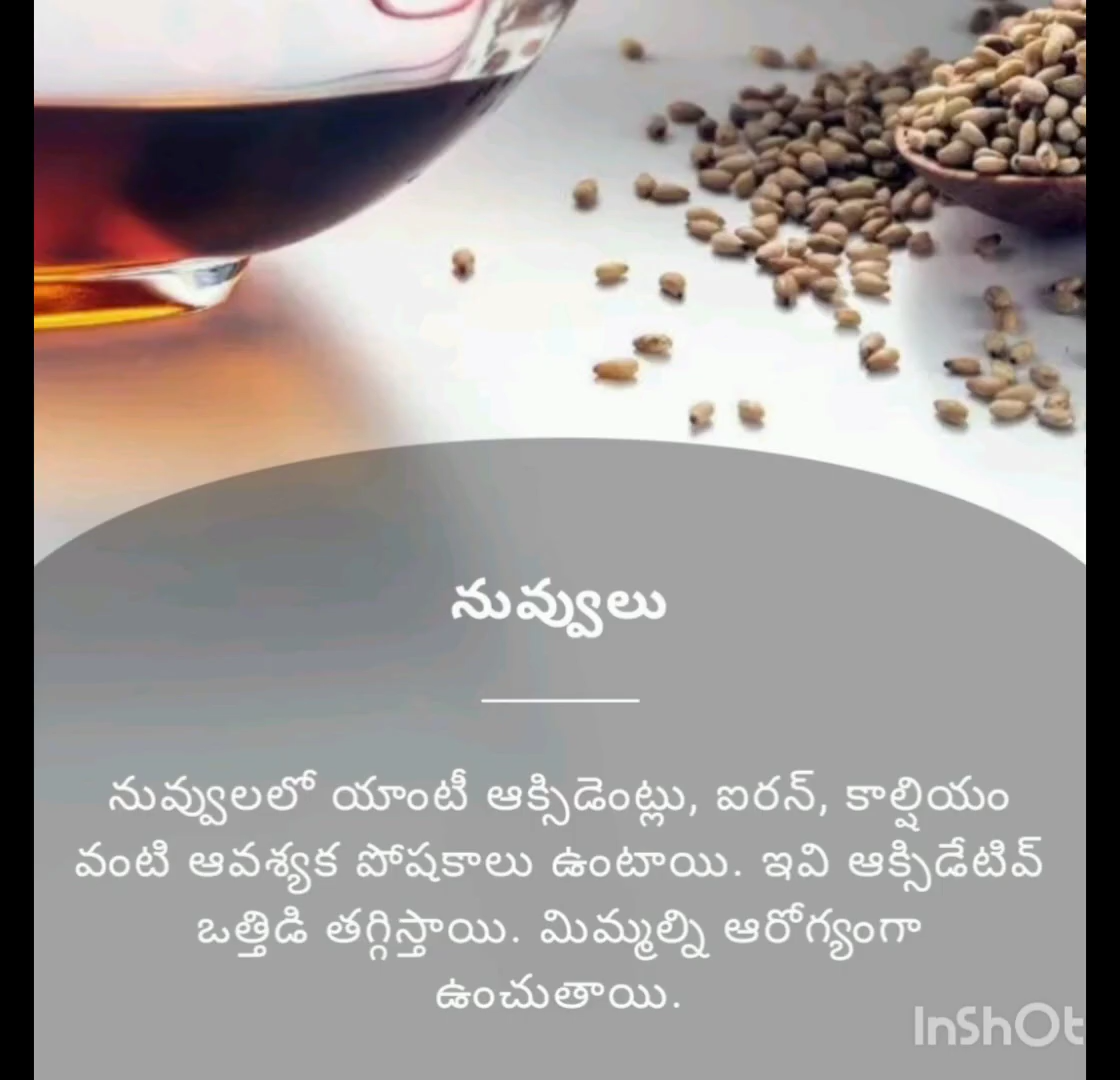 నువ్వులు
నువ్వులలో యాంటీ ఆక్సిడెంట్లు, ఐరన్, కాల్షియం
వంటి ఆవశ్యక పోషకాలు ఉంటాయి. ఇవి ఆక్సిడేటివ్
ఒత్తిడి తగ్గిస్తాయి. మిమ్మల్ని ఆరోగ్యంగా
ఉంచుతాయి.
InShOt